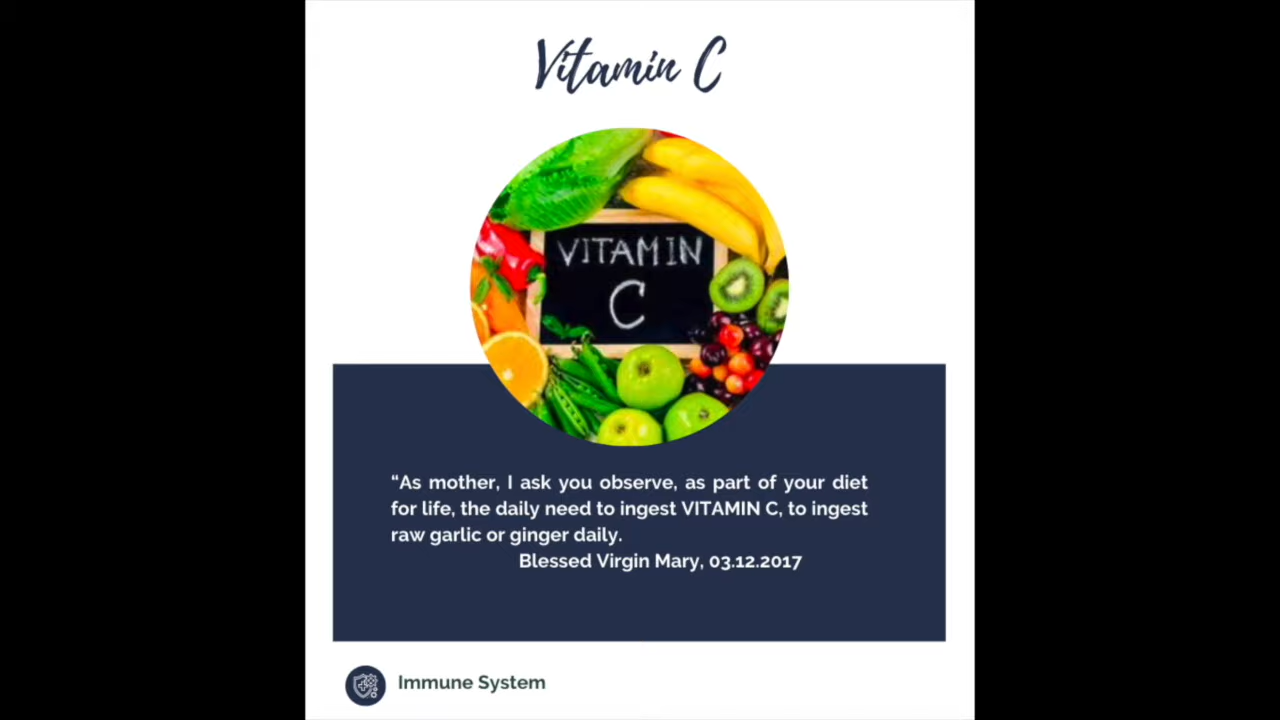 Vitamin C
VITAMIN
C
“As mother, I ask you observe, as part of your diet
for life, the daily need to ingest VITAMIN C, to ingest
raw garlic or ginger daily.
Blessed Virgin Mary, 03.12.2017
Immune System